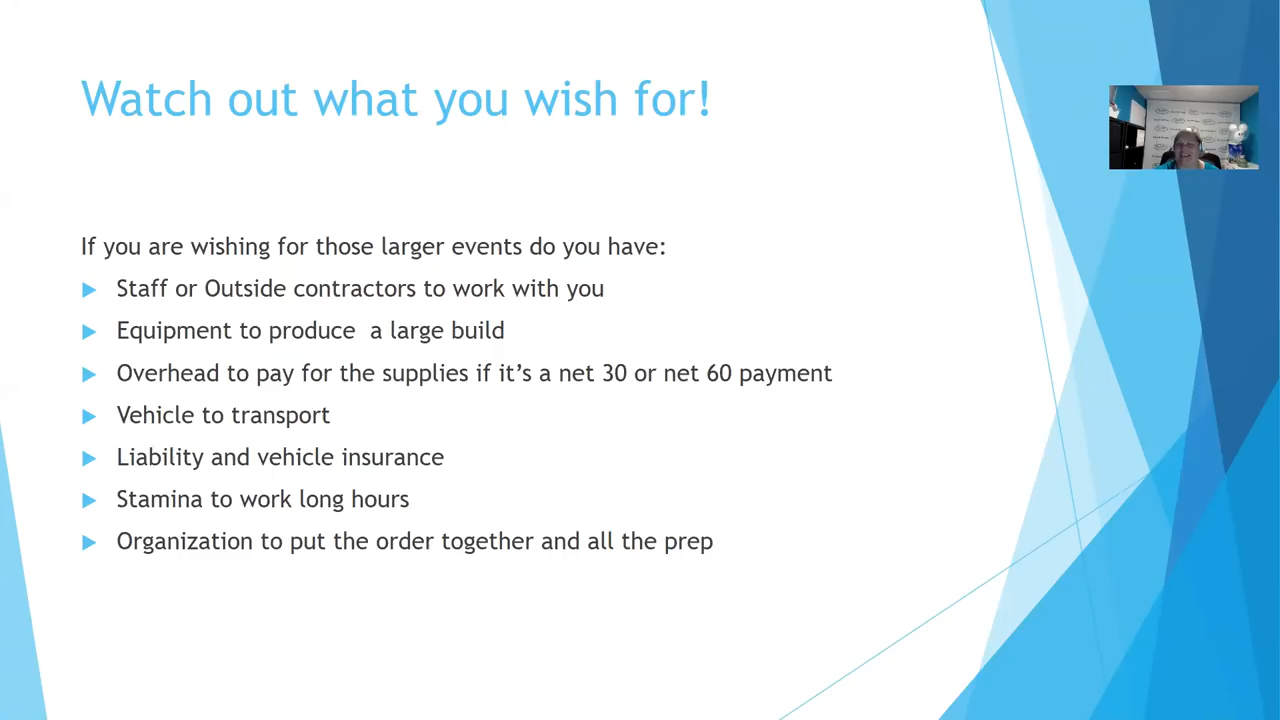 Watch out what you wish for!
If you are wishing for those larger events do you have:
Staff or Outside contractors to work with you
Equipment to produce  a large build
Overhead to pay for the supplies if it’s a net 30 or net 60 payment
Vehicle to transport
Liability and vehicle insurance
Stamina to work long hours
Organization to put the order together and all the prep